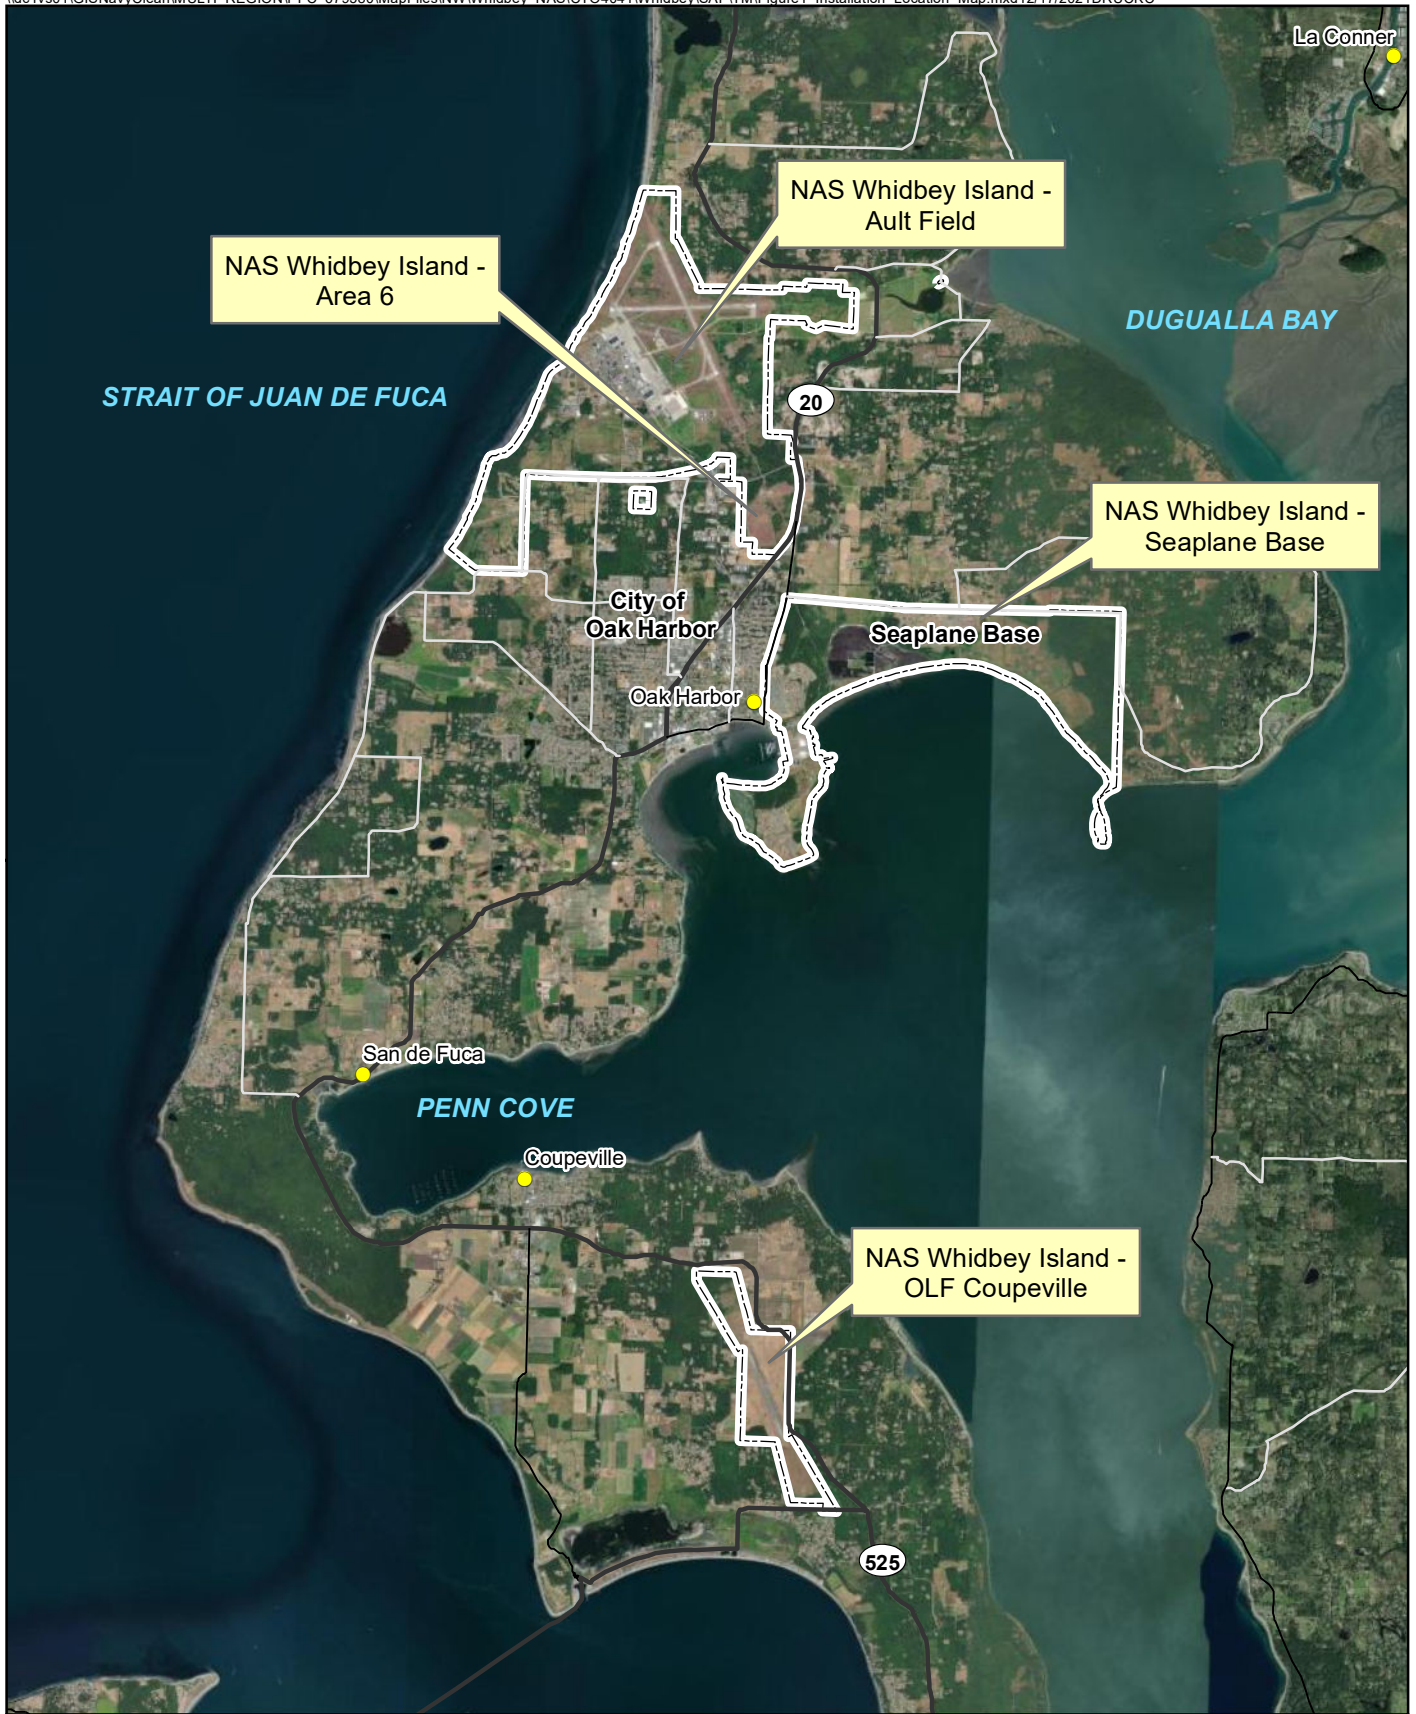 La Conner
NAS Whidbey Island -
Ault Field
NAS Whidbey Island -
Area 6
DUGUALLA BAY
STRAIT OF JUAN DE FUCA
20
NAS Whidbey Island -
Seaplane Base
City of
Oak Harbor
Seaplane Base
Oak Harbor
San de Fuca
PENN COVE
Coupeville
NAS Whidbey Island -
OLF Coupeville
525